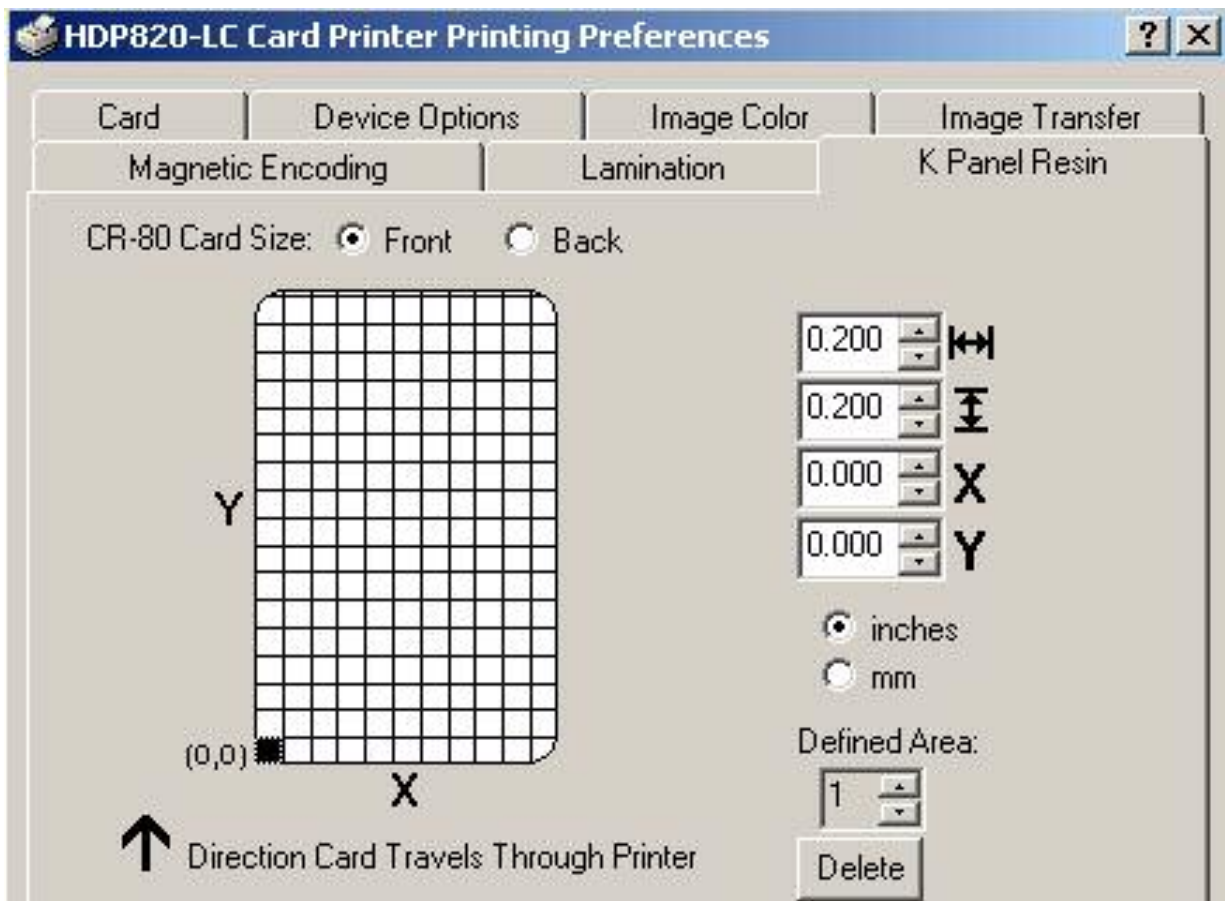 HDP820-LC Card Printer Printing Preferences
Card
Device Options
Image Color
Image Transfer
Magnetic Encoding
Lamination
K Panel Resin
CR-80 Card Size: Front Back
0.200
0.200
0.000 X
0.000 Y
Y
inches
mm
(0,0)
X
Defined Area:
1
Direction Card Travels Through Printer
Delete